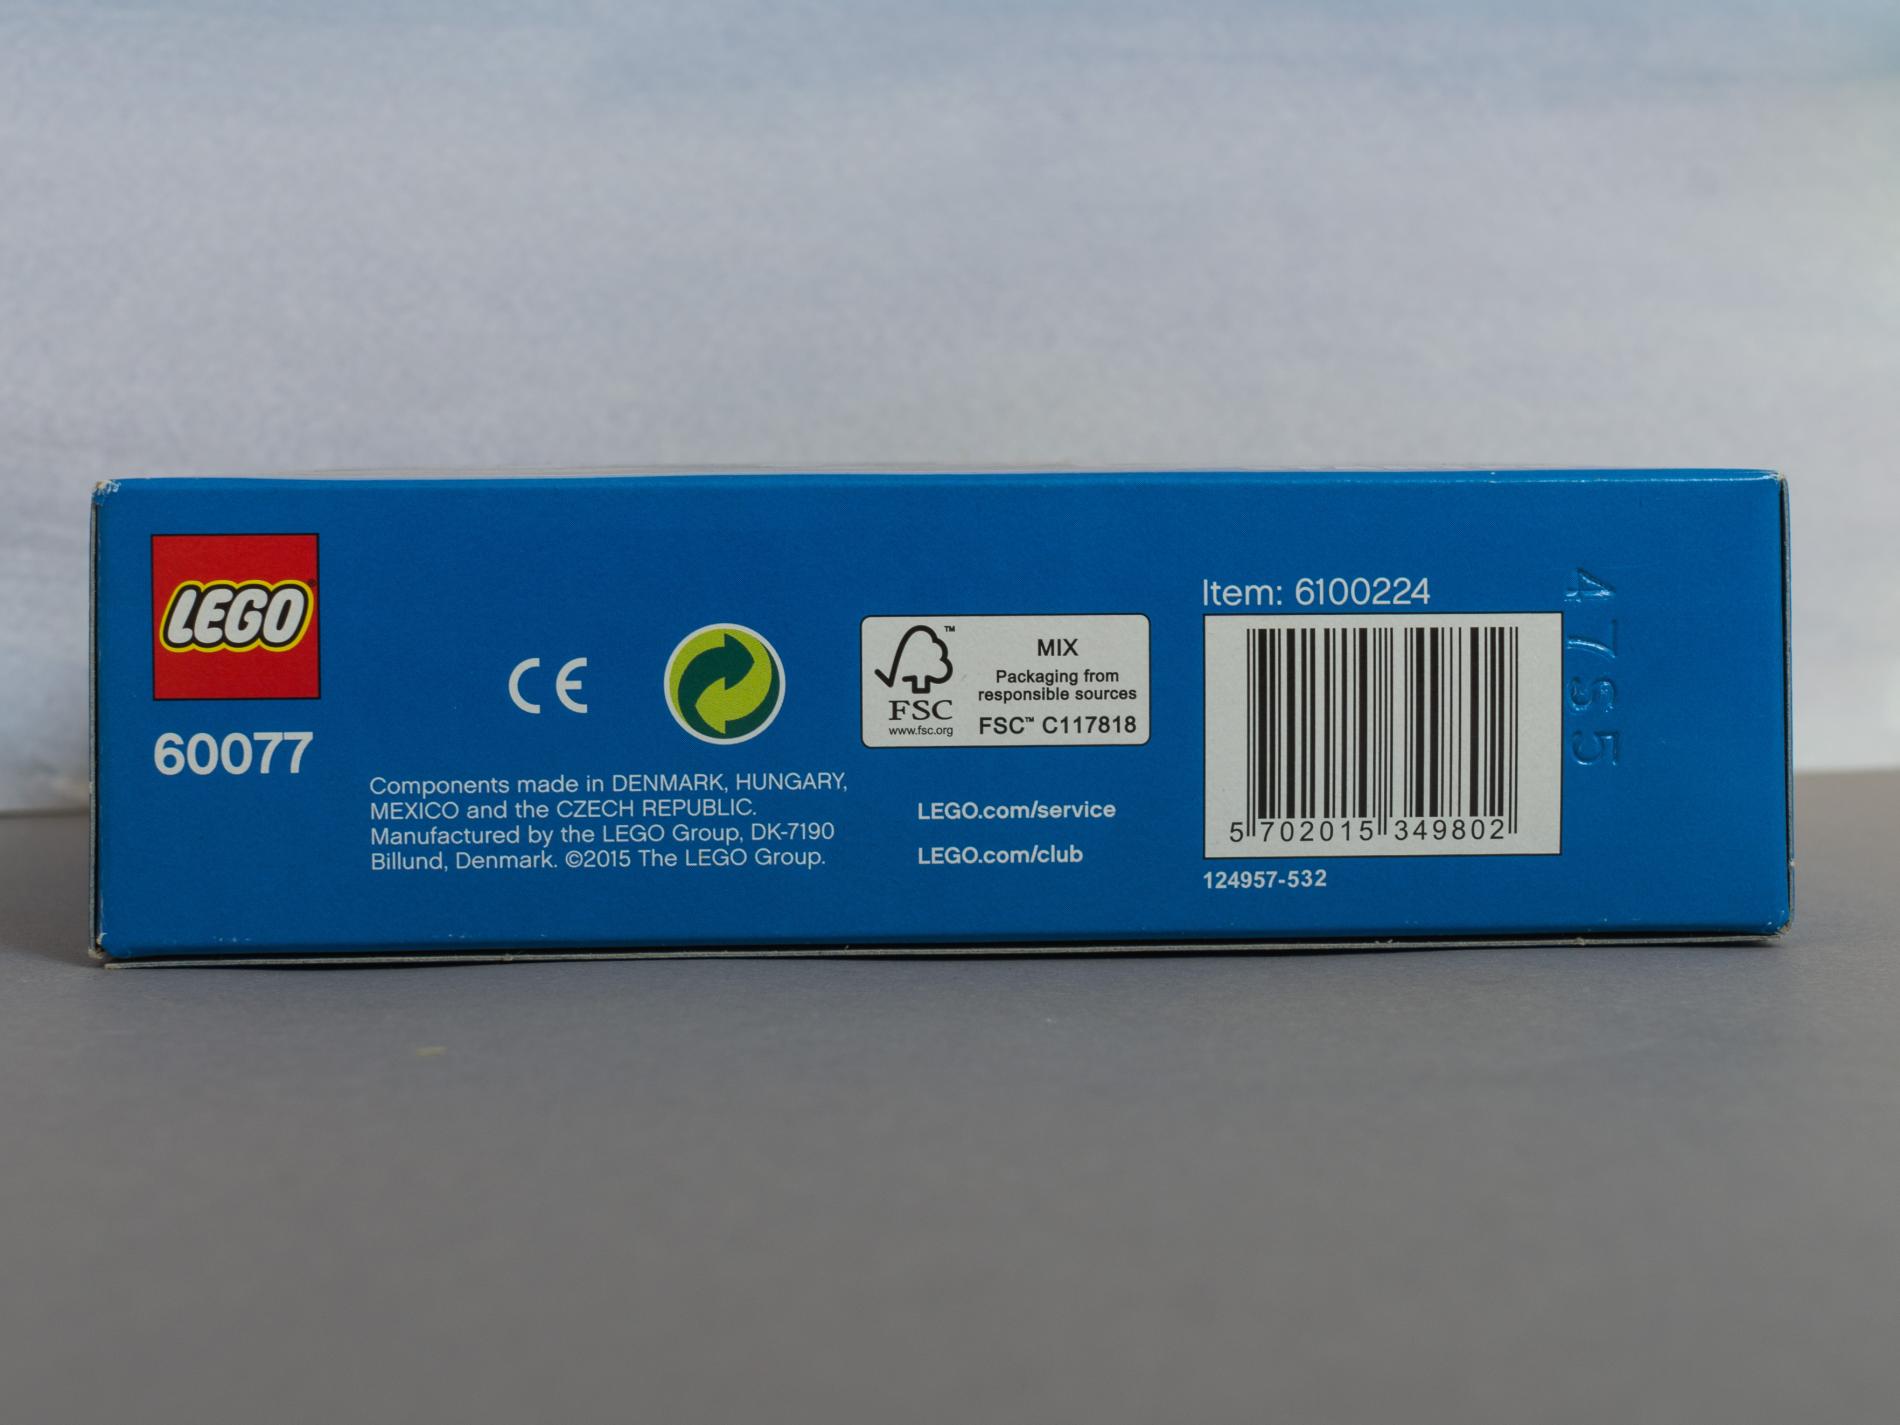 LEGO®
60077
CE
Components made in DENMARK, HUNGARY,
MEXICO and the CZECH REPUBLIC.
Manufactured by the LEGO Group, DK-7190
Billund, Denmark. ©2015 The LEGO Group.
™
FSC
www.fsc.org
MIX
Packaging from
responsible sources
FSC™ C117818
LEGO.com/service
LEGO.com/club
Item: 6100224
5 702015 349802
124957-532
47S5